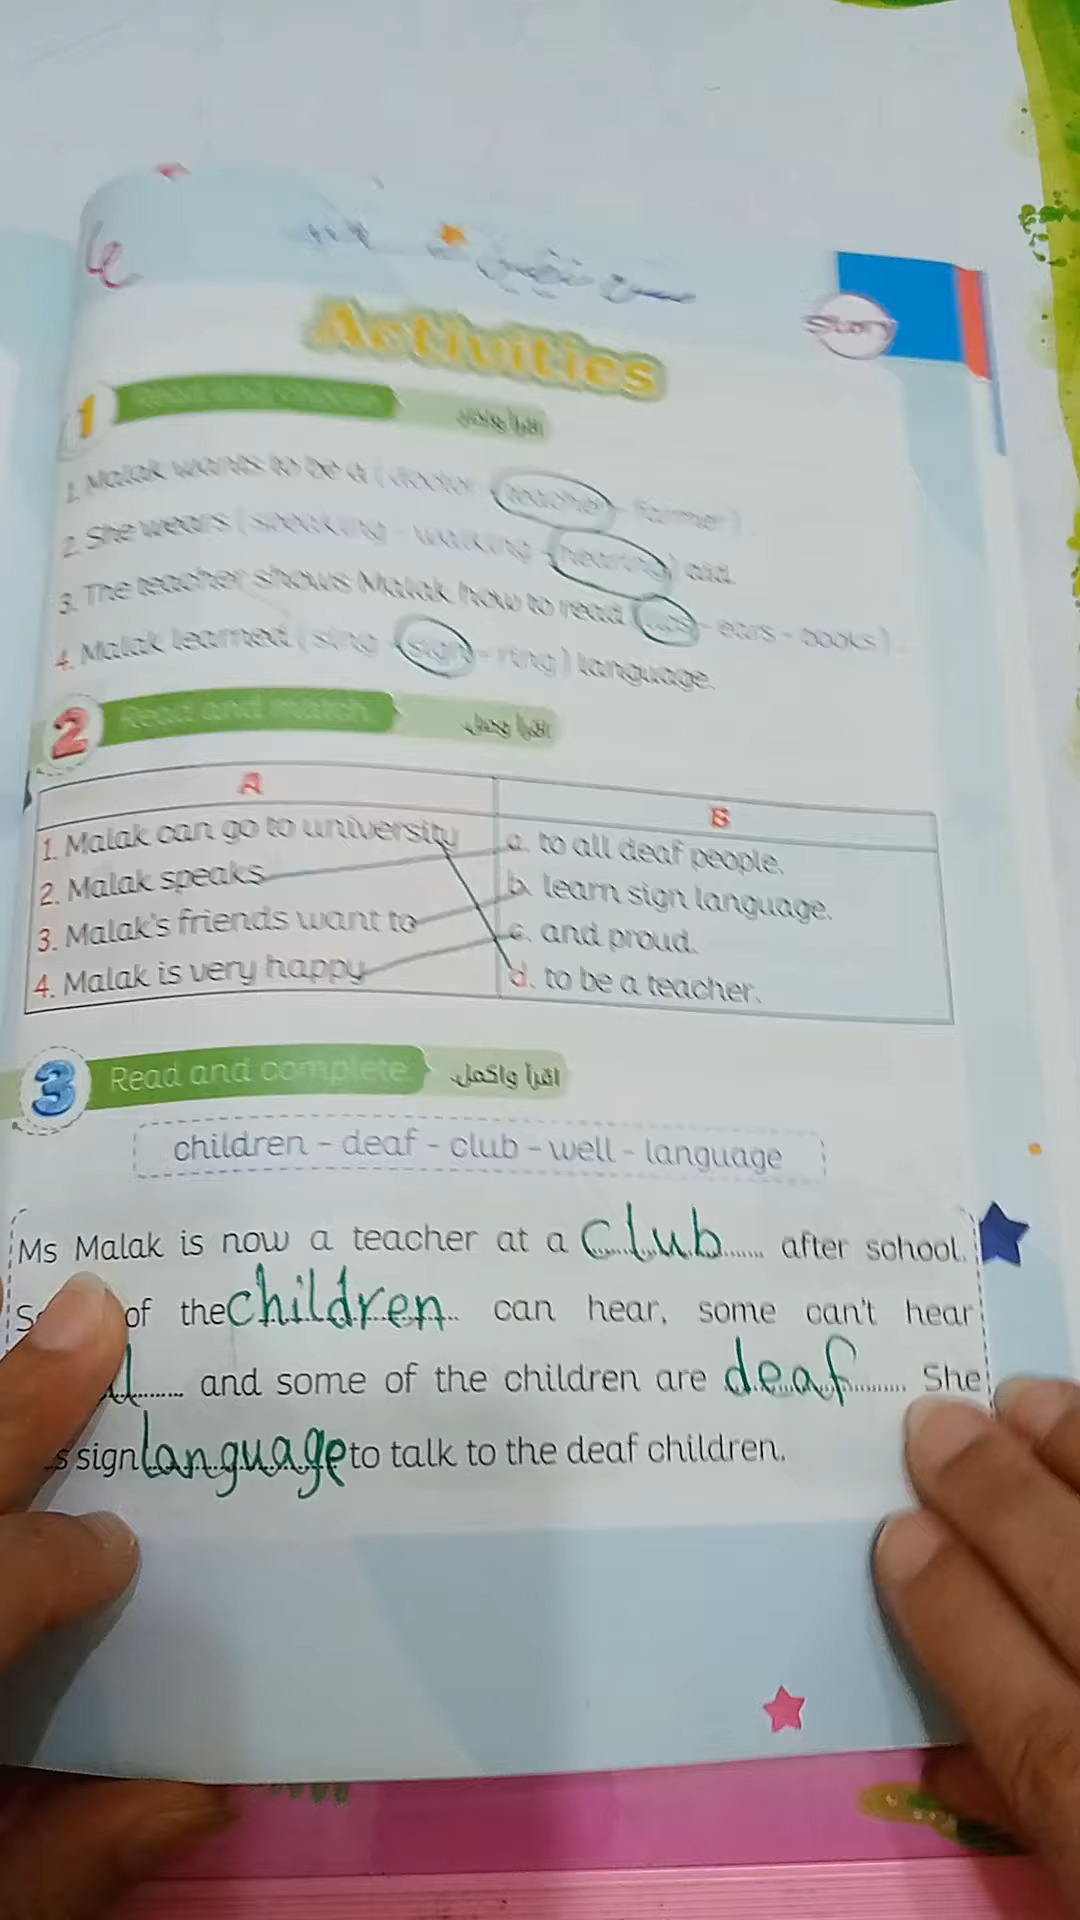 Story
Activities
1 Read and choose. اقرأ واختر
1. Malak wants to be a ( doctor - teacher - farmer ) .
2. She wears ( speaking - walking - hearing ) aid.
3. The teacher shows Malak how to read ( - ears - books ) .
4. Malak learned ( sing - sign - ring ) language.
2 Read and match. اقرأ وصل
A B
1. Malak can go to university a. to all deaf people.
2. Malak speaks b. learn sign language.
3. Malak's friends want to c. and proud.
4. Malak is very happy d. to be a teacher.
3 Read and complete. اقرأ واكمل
children - deaf - club - well - language
Ms Malak is now a teacher at a club after school.
of the children can hear, some can't hear
and some of the children are deaf She
sign language to talk to the deaf children.